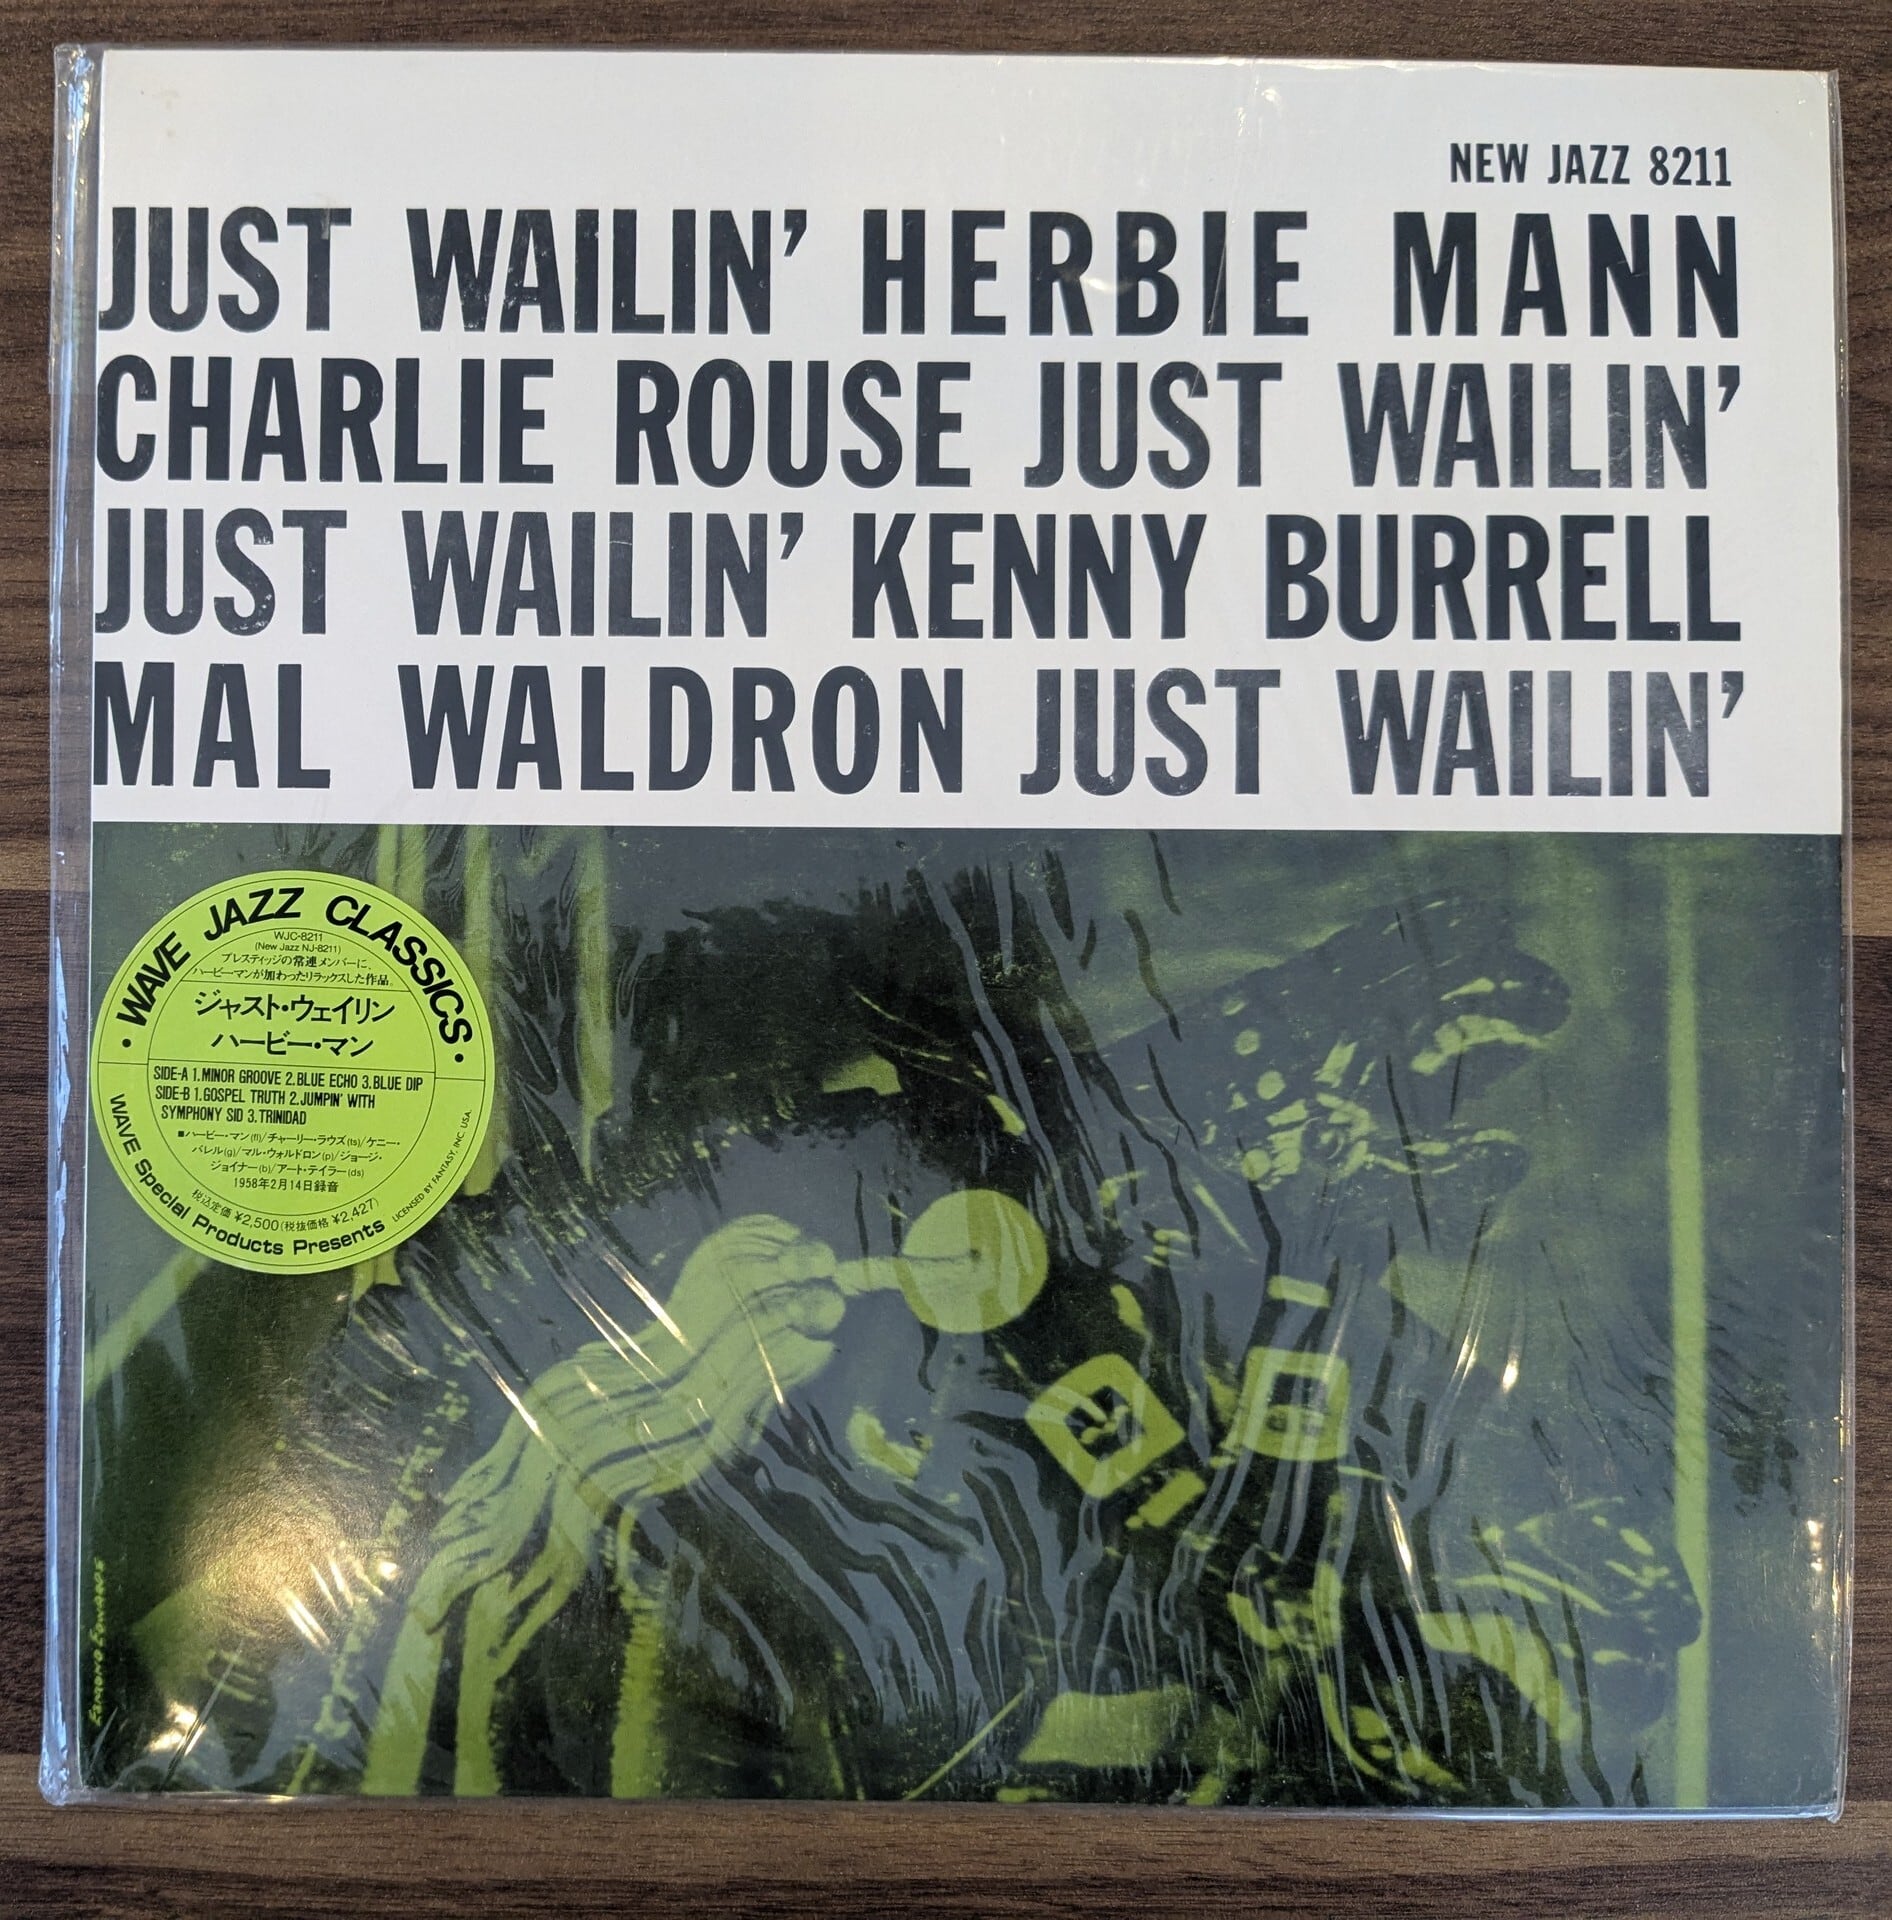 NEW JAZZ 8211
JUST WAILIN' HERBIE MANN
CHARLIE ROUSE JUST WAILIN'
JUST WAILIN' KENNY BURRELL
MAL WALDRON JUST WAILIN'
• WAVE JAZZ CLASSICS •
WJC-8211
(New Jazz NJ-8211)
プレスティッジの常連メンバーに、
ハービーマンが加わったリラックスした作品。
ジャスト・ウェイリン
ハービー・マン
SIDE-A 1.MINOR GROOVE 2.BLUE ECHO 3.BLUE DIP
SIDE-B 1.GOSPEL TRUTH 2.JUMPIN' WITH
SYMPHONY SID 3.TRINIDAD
■ハービー・マン(fl)/チャーリー・ラウズ(ts)/ケニー・
バレル(g)/マル・ウォルドロン(p)/ジョージ・
ジョイナー(b)/アート・テイラー(ds)
1958年2月14日録音
税込定価 ¥2,500(税抜価格 ¥2,427)
WAVE Special Products Presents
LICENSED BY FANTASY, INC. USA.
ESMOND EDWARDS